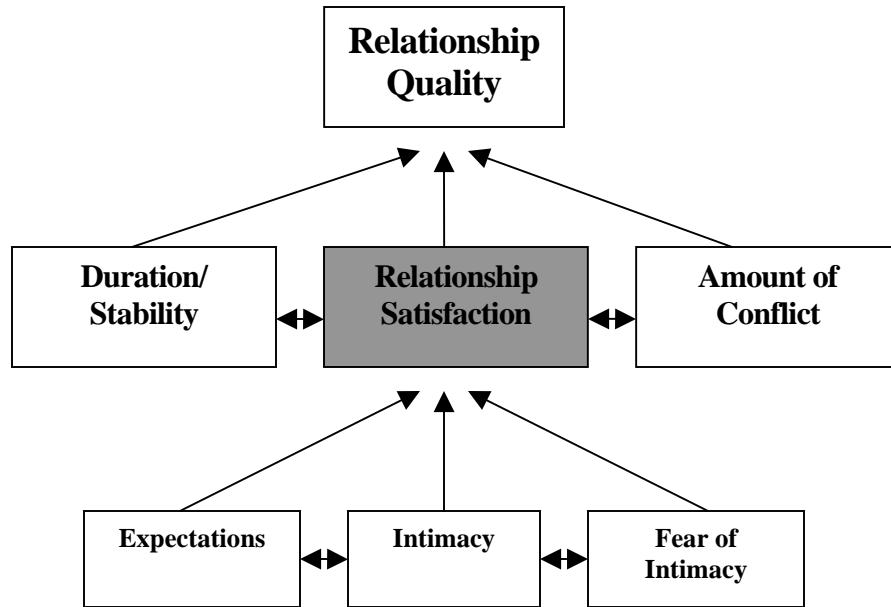 Relationship
Quality
Duration/
Stability
Relationship
Satisfaction
Amount of
Conflict
Expectations
Intimacy
Fear of
Intimacy